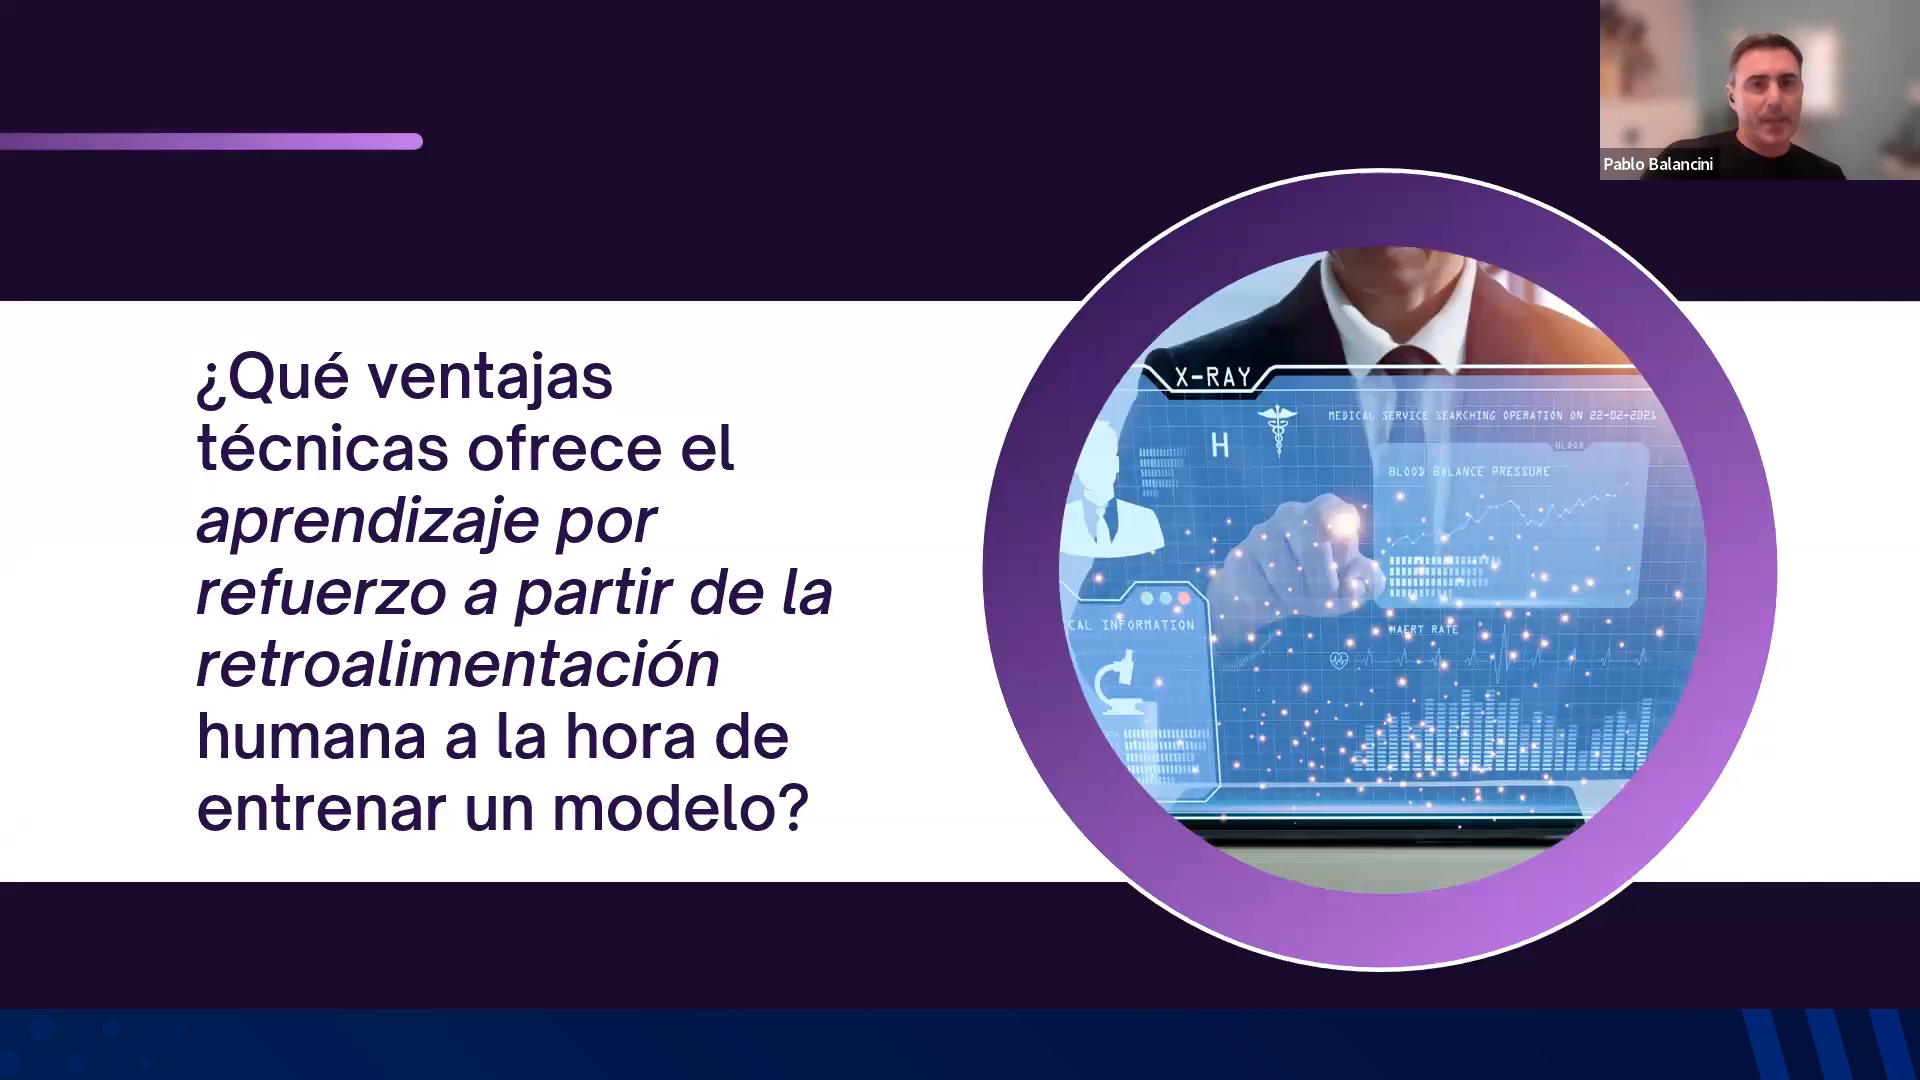 Pablo Balancini
¿Qué ventajas
técnicas ofrece el
aprendizaje por
refuerzo a partir de la
retroalimentación
humana a la hora de
entrenar un modelo?
X-RAY
MEDICAL SERVICE SEARCHING OPERATION ON 22-02-2021
H
BLOOD
BLOOD BALANCE PRESSURE
CAL INFORMATION
HAERT RATE